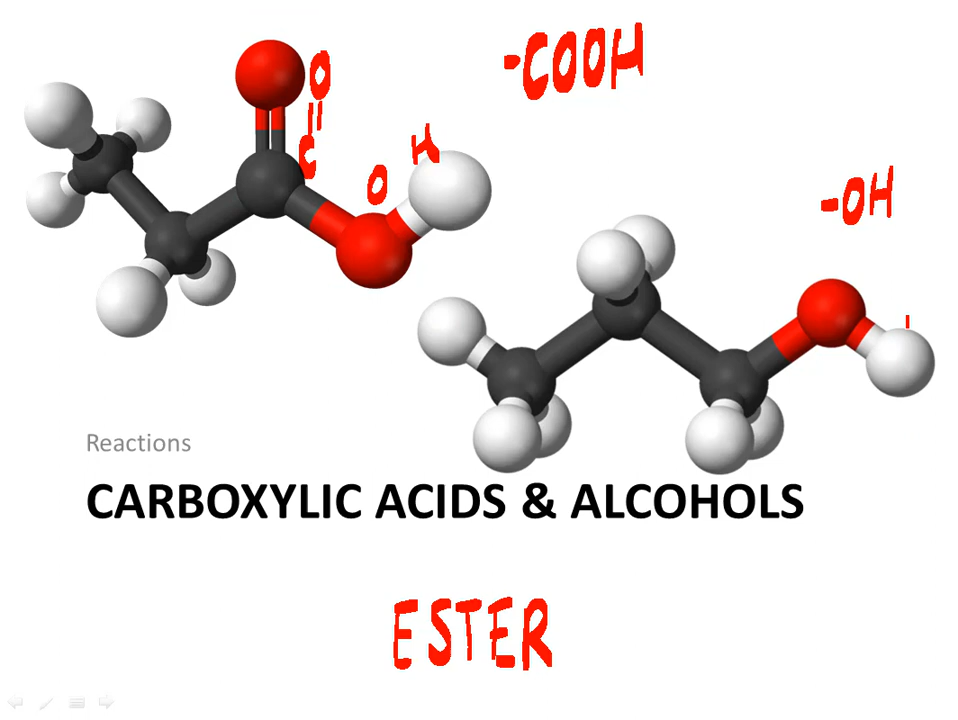 -COOH
O
=
C
O
H
-OH
Reactions
CARBOXYLIC ACIDS & ALCOHOLS
ESTER